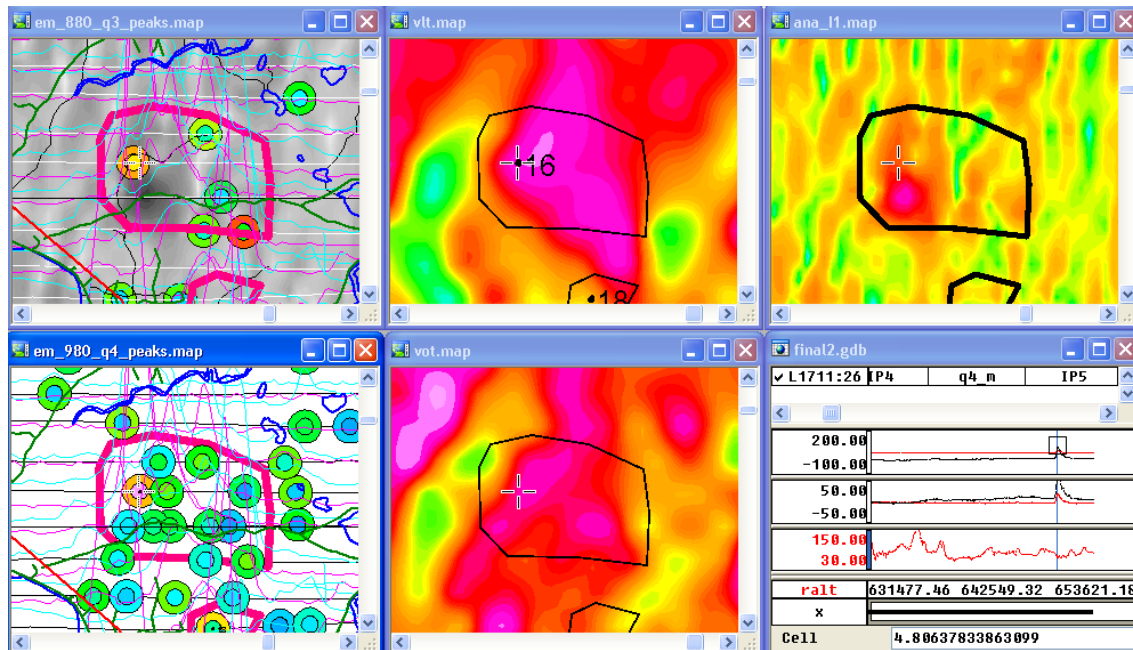 em_880_q3_peaks.map
vlt.map
ana_l1.map
16
18
em_980_q4_peaks.map
vot.map
final2.gdb
L1711:26 IP4 q4_m IP5
200.00
-100.00
50.00
-50.00
150.00
30.00
ralt 631477.46 642549.32 653621.18
x
Cell 4.80637833863099